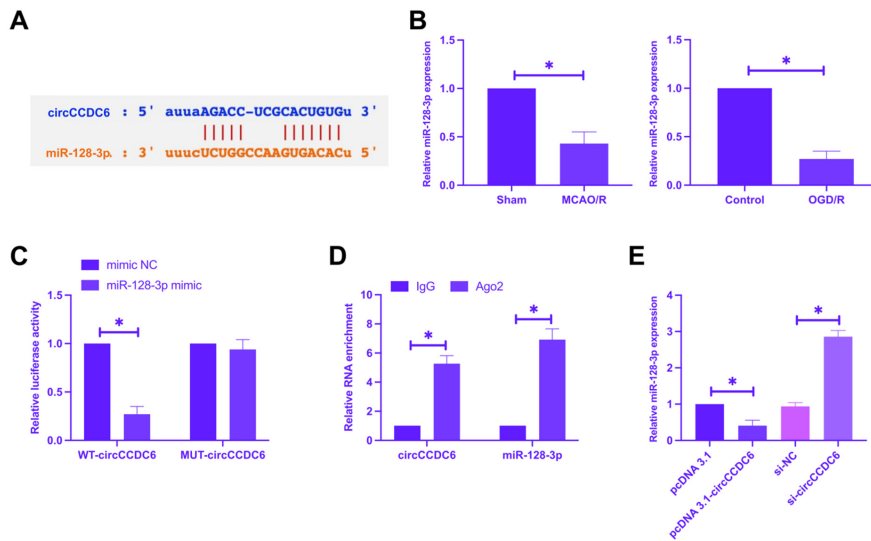 A
circCCDC6 : 5' auuaAGACC-UCGCACUGUGu 3'
miR-128-3p. : 3' uuucUCUGGCCAAGUGACACu 5'
B
Relative miR-128-3p expression
1.5
1.0
0.5
0.0
*
Sham
MCAO/R
Relative miR-128-3p expression
1.5
1.0
0.5
0.0
*
Control
OGD/R
C
mimic NC
miR-128-3p mimic
Relative luciferase activity
1.5
1.0
0.5
0.0
*
WT-circCCDC6
MUT-circCCDC6
D
IgG
Ago2
Relative RNA enrichment
10
8
6
4
2
0
*
*
circCCDC6
miR-128-3p
E
Relative miR-128-3p expression
4
3
2
1
0
*
*
pcDNA 3.1
pcDNA 3.1-circCCDC6
si-NC
si-circCCDC6